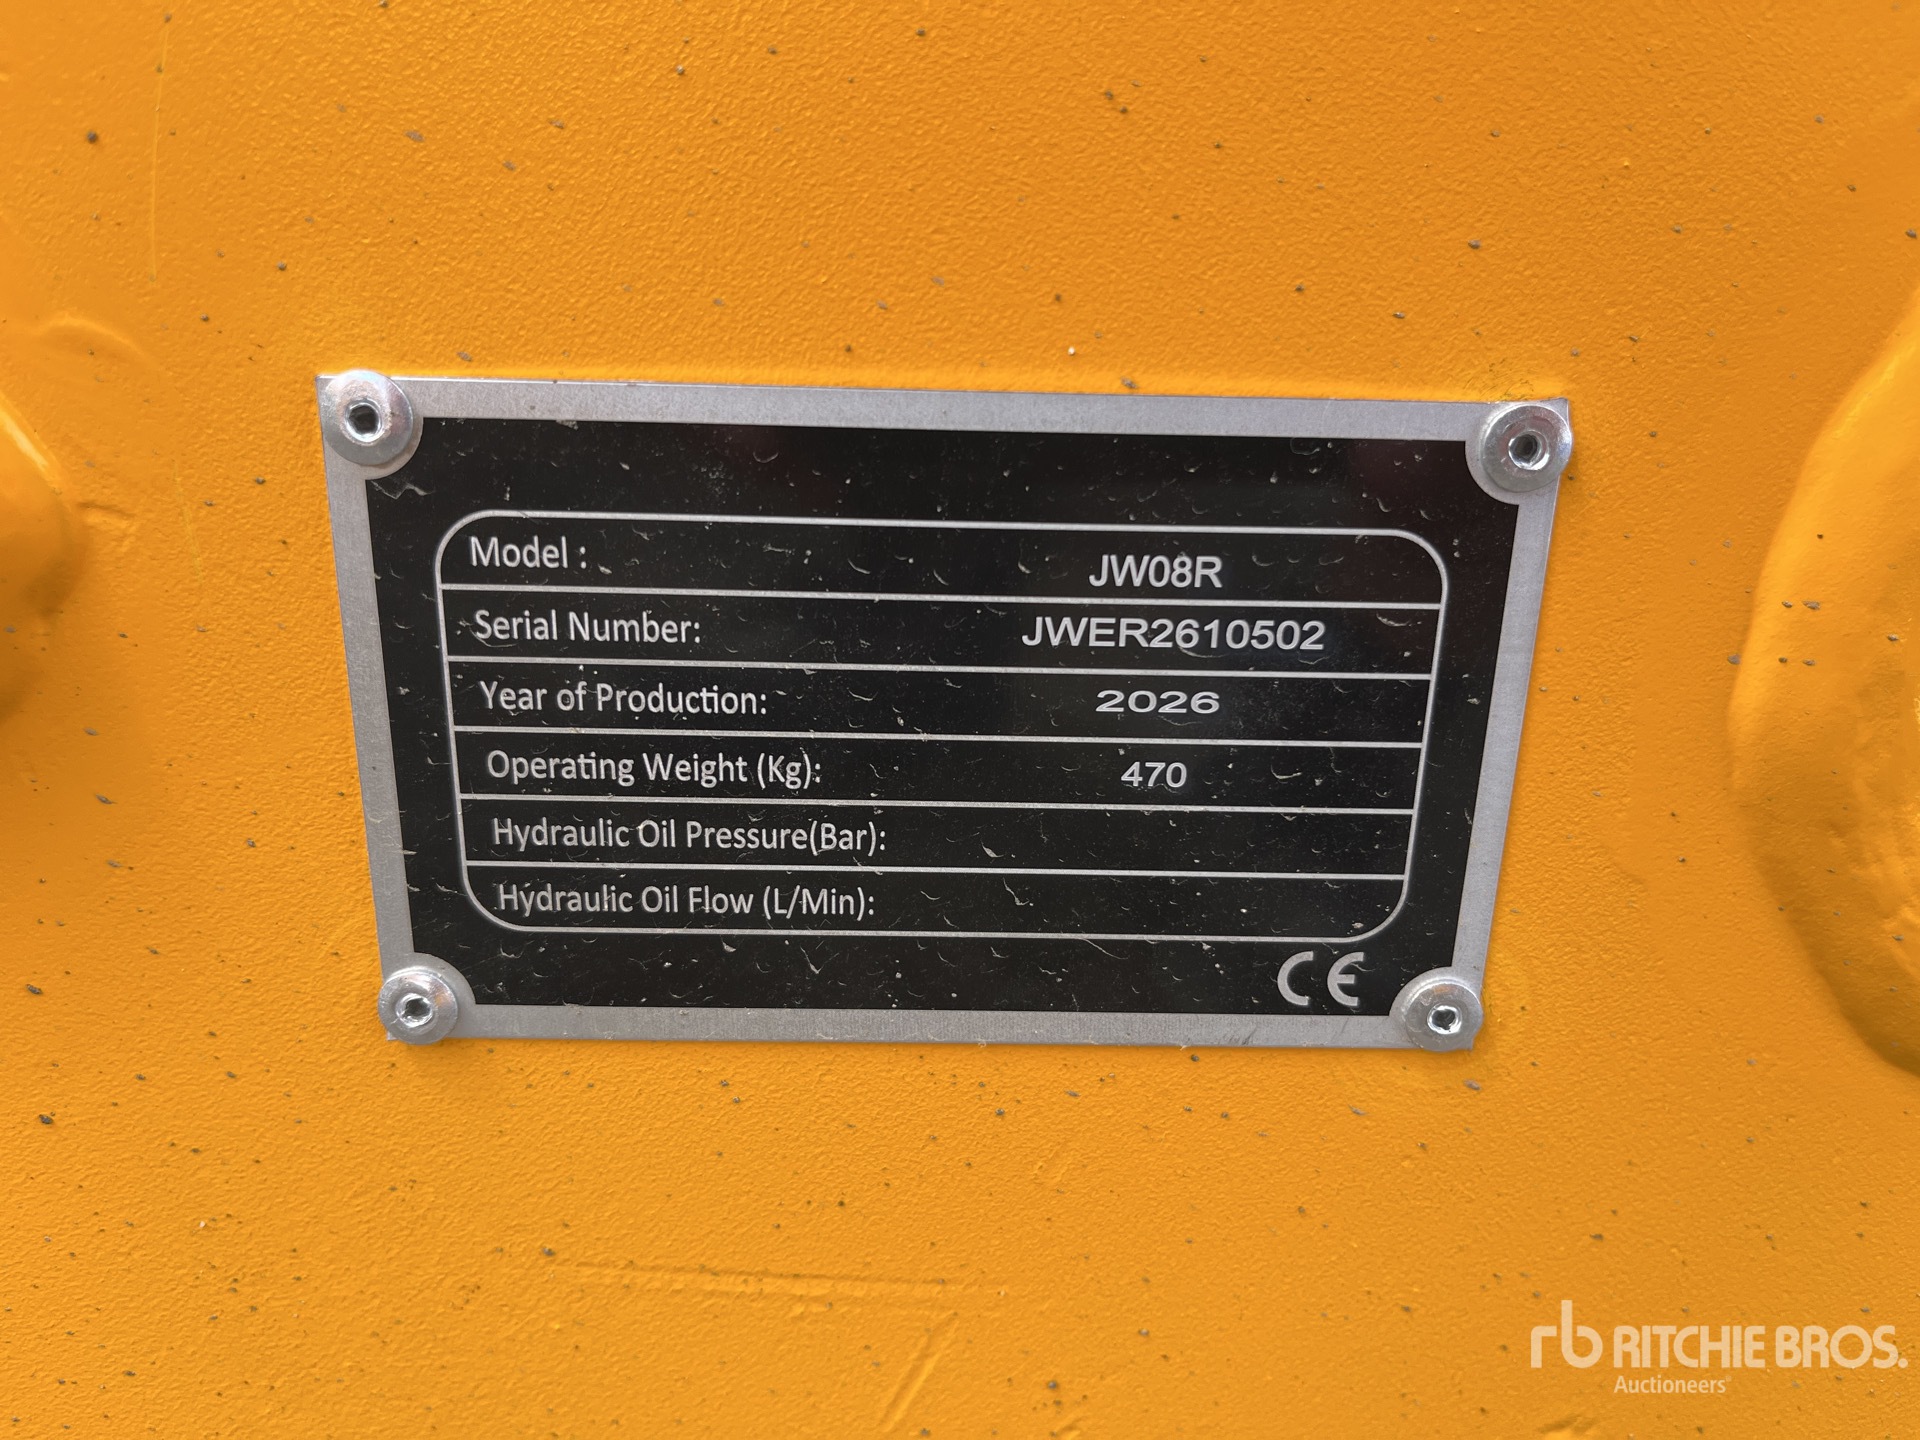 Model : JW08R
Serial Number: JWER2610502
Year of Production: 2026
Operating Weight (Kg): 470
Hydraulic Oil Pressure(Bar):
Hydraulic Oil Flow (L/Min):
CE
rb RITCHIE BROS.
Auctioneers